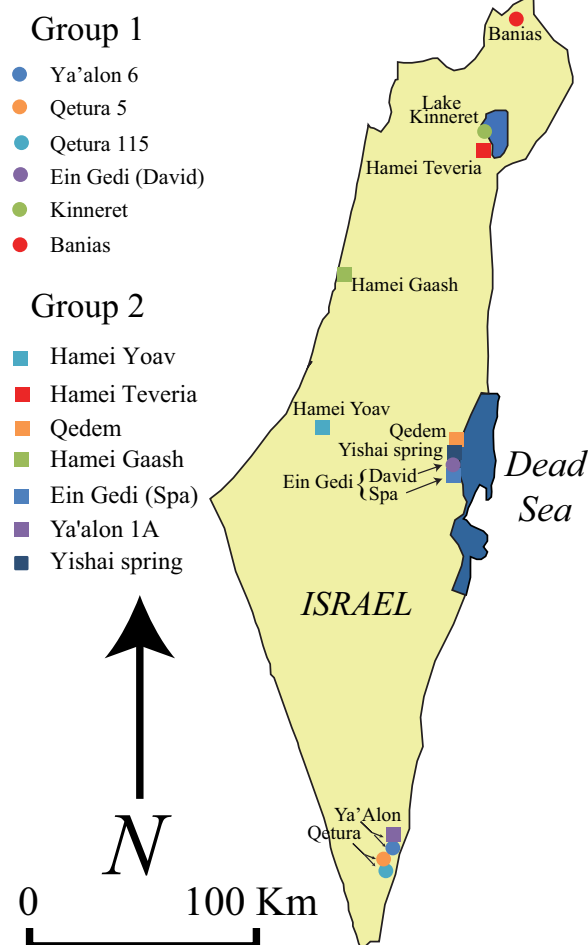 Group 1
Ya’alon 6
Qetura 5
Qetura 115
Ein Gedi (David)
Kinneret
Banias
Group 2
Hamei Yoav
Hamei Teveria
Qedem
Hamei Gaash
Ein Gedi (Spa)
Ya'alon 1A
Yishai spring
N
0 100 Km
Banias
Lake
Kinneret
Hamei Teveria
Hamei Gaash
Hamei Yoav
Qedem
Yishai spring
Ein Gedi { David
Spa
Dead
Sea
ISRAEL
Ya’Alon
Qetura